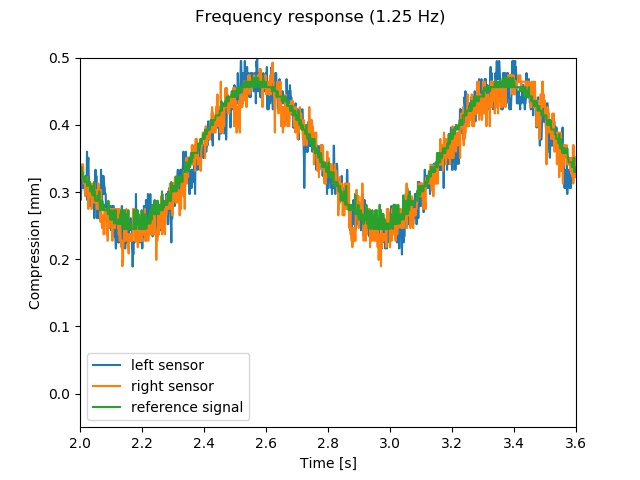 Frequency response (1.25 Hz)
0.5
0.4
0.3
0.2
0.1
0.0
Compression [mm]
left sensor
right sensor
reference signal
2.0 2.2 2.4 2.6 2.8 3.0 3.2 3.4 3.6
Time [s]